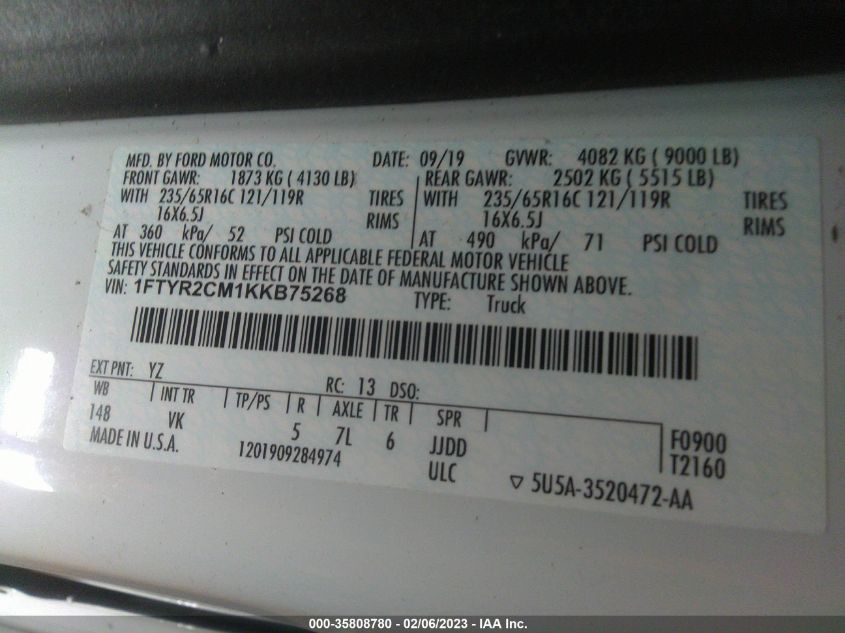 MFD. BY FORD MOTOR CO. DATE: 09/19 GVWR: 4082 KG ( 9000 LB)
FRONT GAWR: 1873 KG ( 4130 LB) REAR GAWR: 2502 KG ( 5515 LB)
WITH 235/65R16C 121/119R TIRES WITH 235/65R16C 121/119R TIRES
16X6.5J RIMS 16X6.5J RIMS
AT 360 kPa/ 52 PSI COLD AT 490 kPa/ 71 PSI COLD
THIS VEHICLE CONFORMS TO ALL APPLICABLE FEDERAL MOTOR VEHICLE
SAFETY STANDARDS IN EFFECT ON THE DATE OF MANUFACTURE SHOWN ABOVE.
VIN: 1FTYR2CM1KKB75268 TYPE: Truck
EXT PNT: YZ RC: 13 DSO:
WB INT TR TP/PS R AXLE TR SPR
148 VK 5 7L 6 JJDD F0900
MADE IN U.S.A. 1201909284974 ULC T2160
▽ 5U5A-3520472-AA
000-35808780 - 02/06/2023 - IAA Inc.